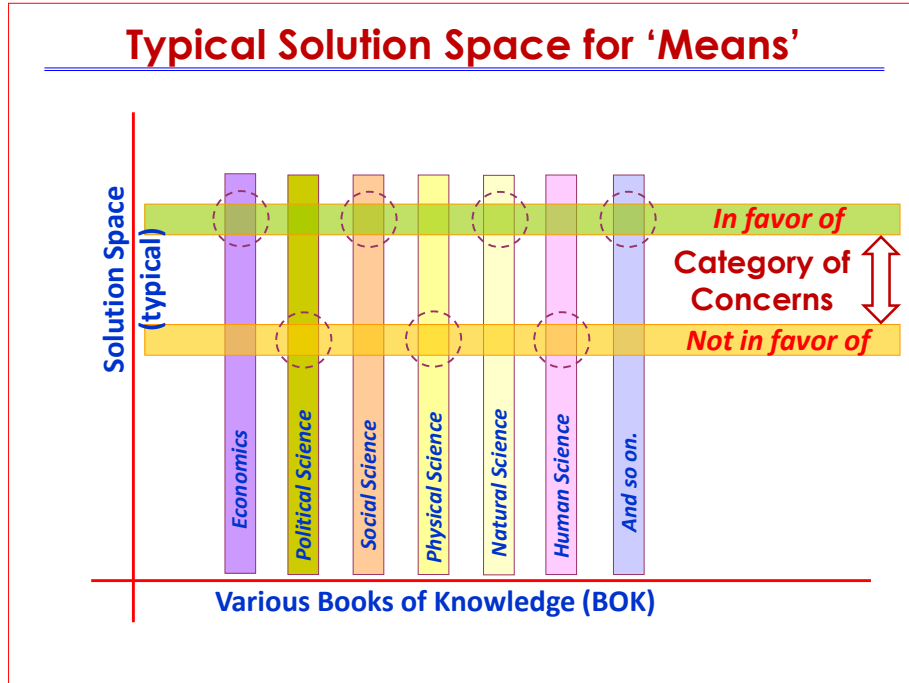 Typical Solution Space for ‘Means’
Solution Space
(typical)
In favor of
Category of
Concerns
Not in favor of
Economics
Political Science
Social Science
Physical Science
Natural Science
Human Science
And so on.
Various Books of Knowledge (BOK)